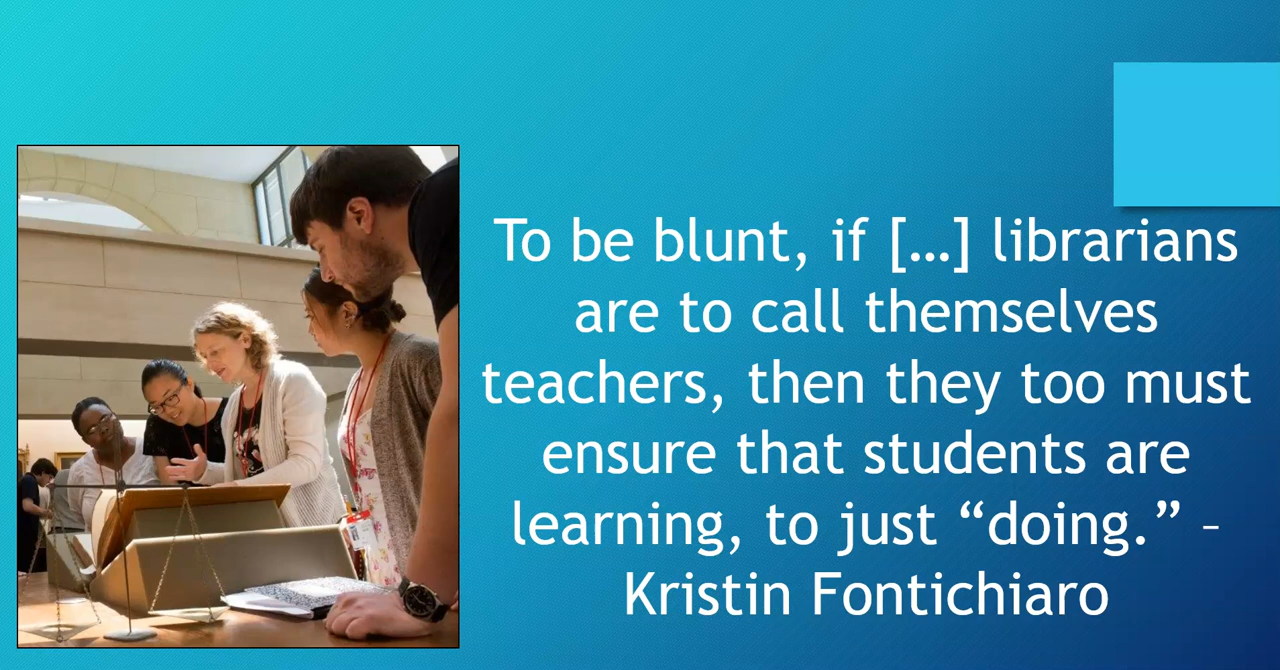 To be blunt, if […] librarians
are to call themselves
teachers, then they too must
ensure that students are
learning, to just “doing.” –
Kristin Fontichiaro